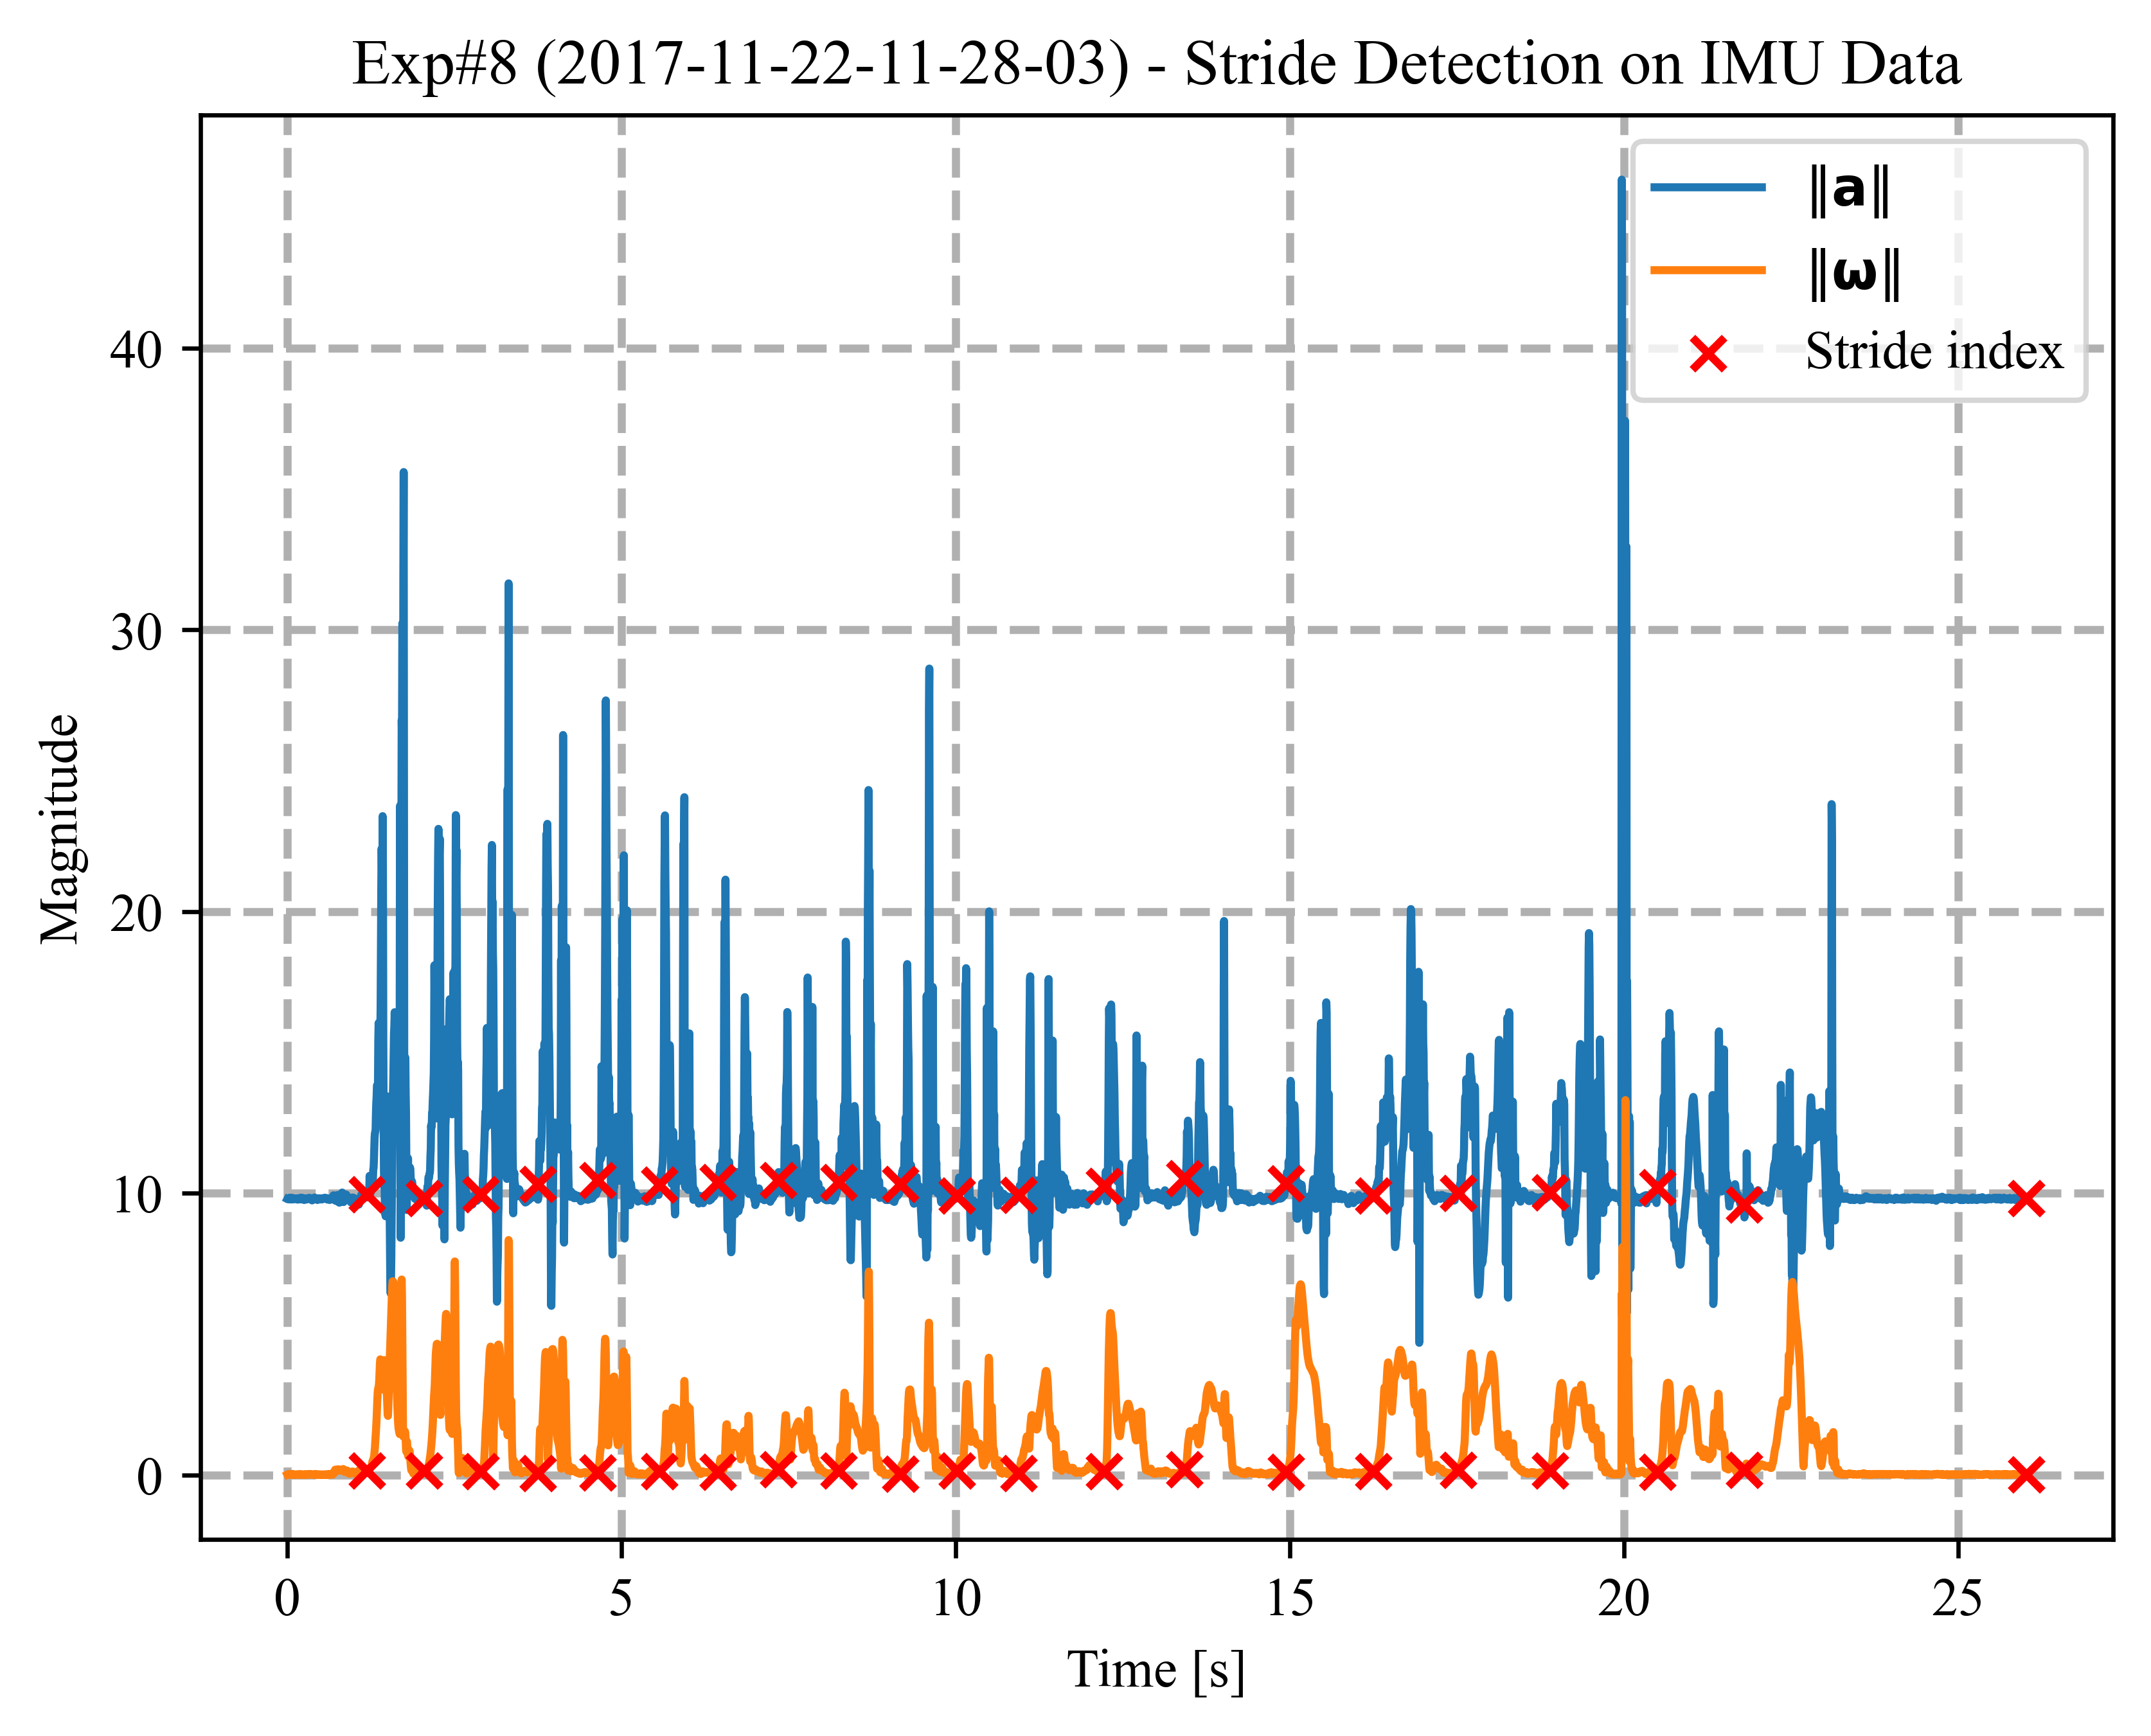 Exp#8 (2017-11-22-11-28-03) - Stride Detection on IMU Data
‖a‖
‖ω‖
Stride index
Magnitude
40
30
20
10
0
0 5 10 15 20 25
Time [s]